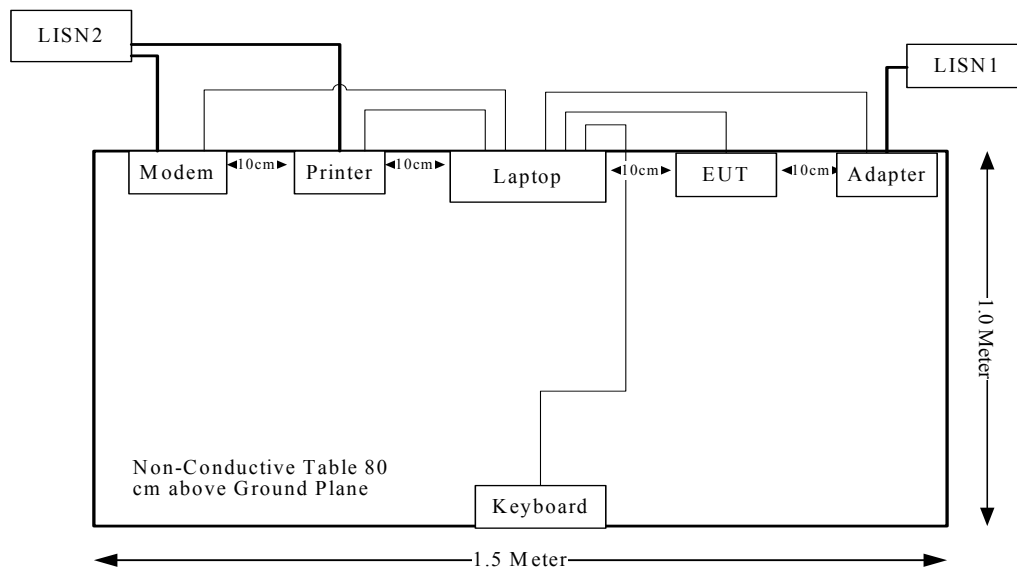 LISN2
LISN1
Modem
10cm
Printer
10cm
Laptop
10cm
EUT
10cm
Adapter
1.0 Meter
Non-Conductive Table 80
cm above Ground Plane
Keyboard
1.5 Meter